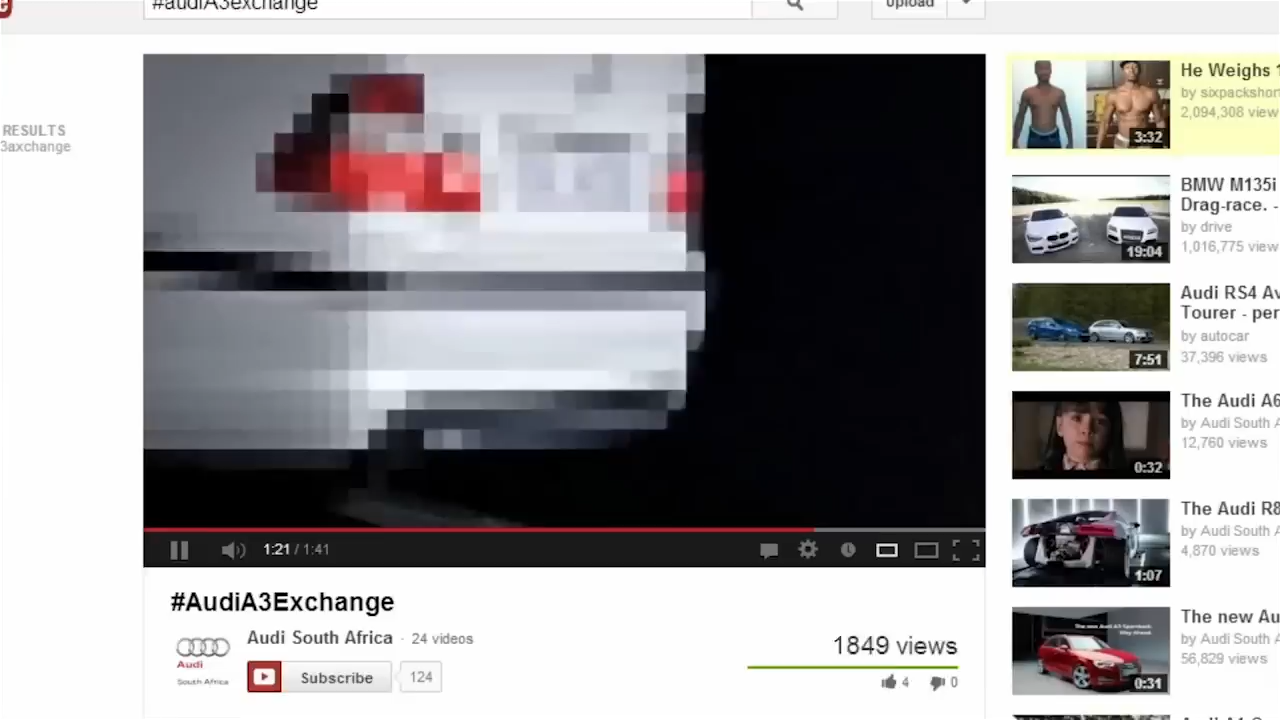 #audiA3exchange
Upload
RESULTS
3axchange
1:21 / 1:41
#AudiA3Exchange
Audi South Africa · 24 videos
Audi
South Africa
Subscribe
124
1849 views
4
0
He Weighs 1
by sixpackshort
2,094,308 view
3:32
BMW M135i
Drag-race. -
by drive
1,016,775 view
19:04
Audi RS4 Av
Tourer - per
by autocar
37,396 views
7:51
The Audi A6
by Audi South A
12,760 views
0:32
The Audi R8
by Audi South A
4,870 views
1:07
The new Au
by Audi South A
56,829 views
0:31